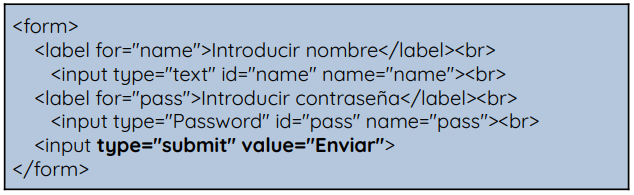 <form>
<label for="name">Introducir nombre</label><br>
<input type="text" id="name" name="name"><br>
<label for="pass">Introducir contraseña</label><br>
<input type="Password" id="pass" name="pass"><br>
<input type="submit" value="Enviar">
</form>